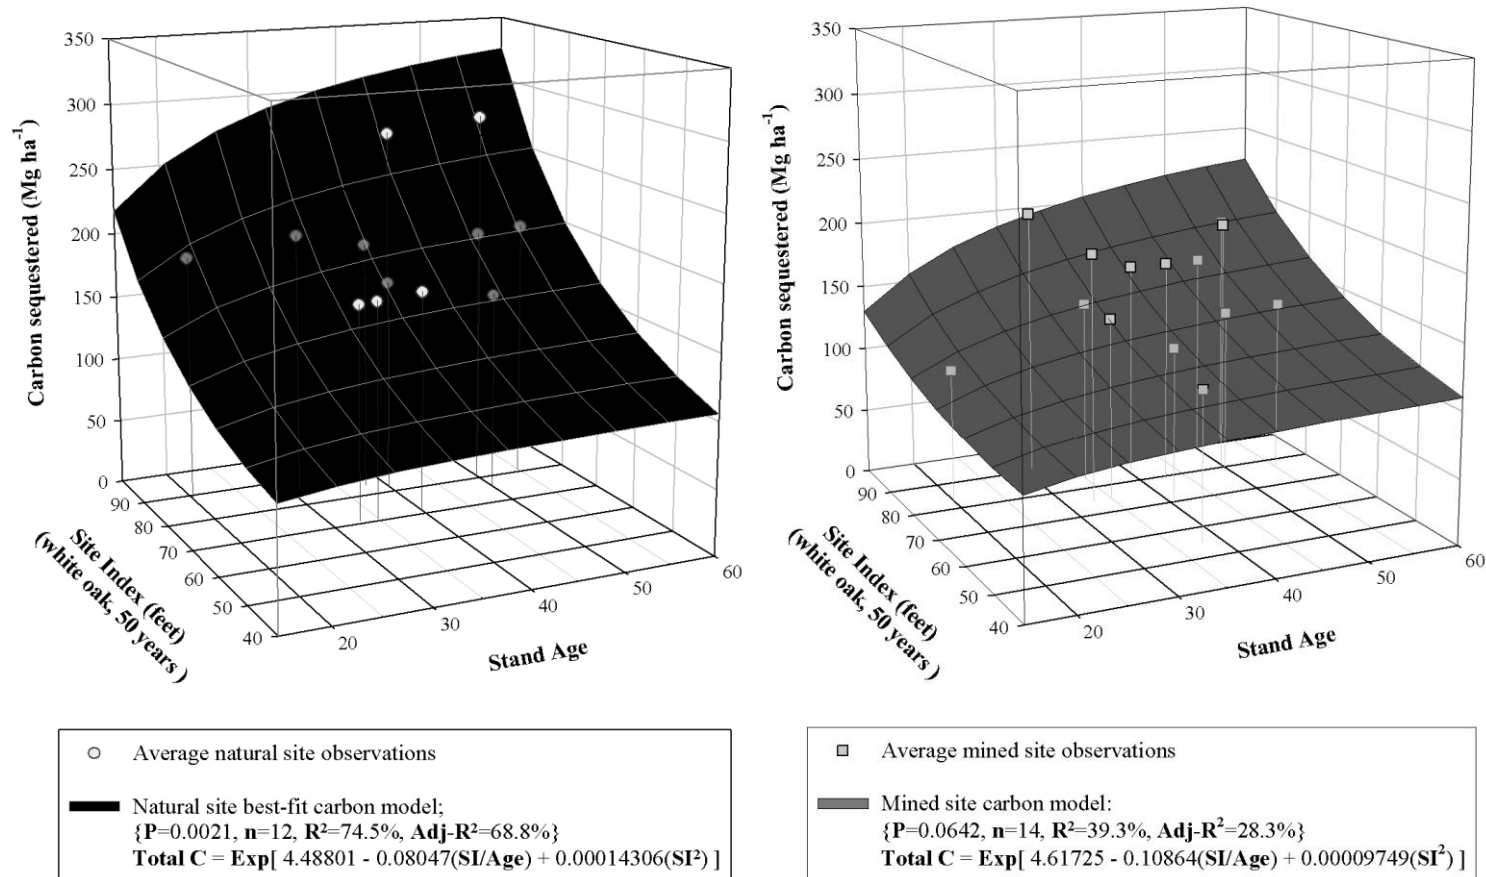 350
300
250
200
150
100
50
0
Carbon sequestered (Mg ha⁻¹)
90
80
70
60
50
40
Site Index (feet)
(white oak, 50 years )
20
30
40
50
60
Stand Age
350
300
250
200
150
100
50
0
Carbon sequestered (Mg ha⁻¹)
90
80
70
60
50
40
Site Index (feet)
(white oak, 50 years )
20
30
40
50
60
Stand Age
Average natural site observations
Natural site best-fit carbon model;
{P=0.0021, n=12, R²=74.5%, Adj-R²=68.8%}
Total C = Exp[ 4.48801 - 0.08047(SI/Age) + 0.00014306(SI²) ]
Average mined site observations
Mined site carbon model:
{P=0.0642, n=14, R²=39.3%, Adj-R²=28.3%}
Total C = Exp[ 4.61725 - 0.10864(SI/Age) + 0.00009749(SI²) ]